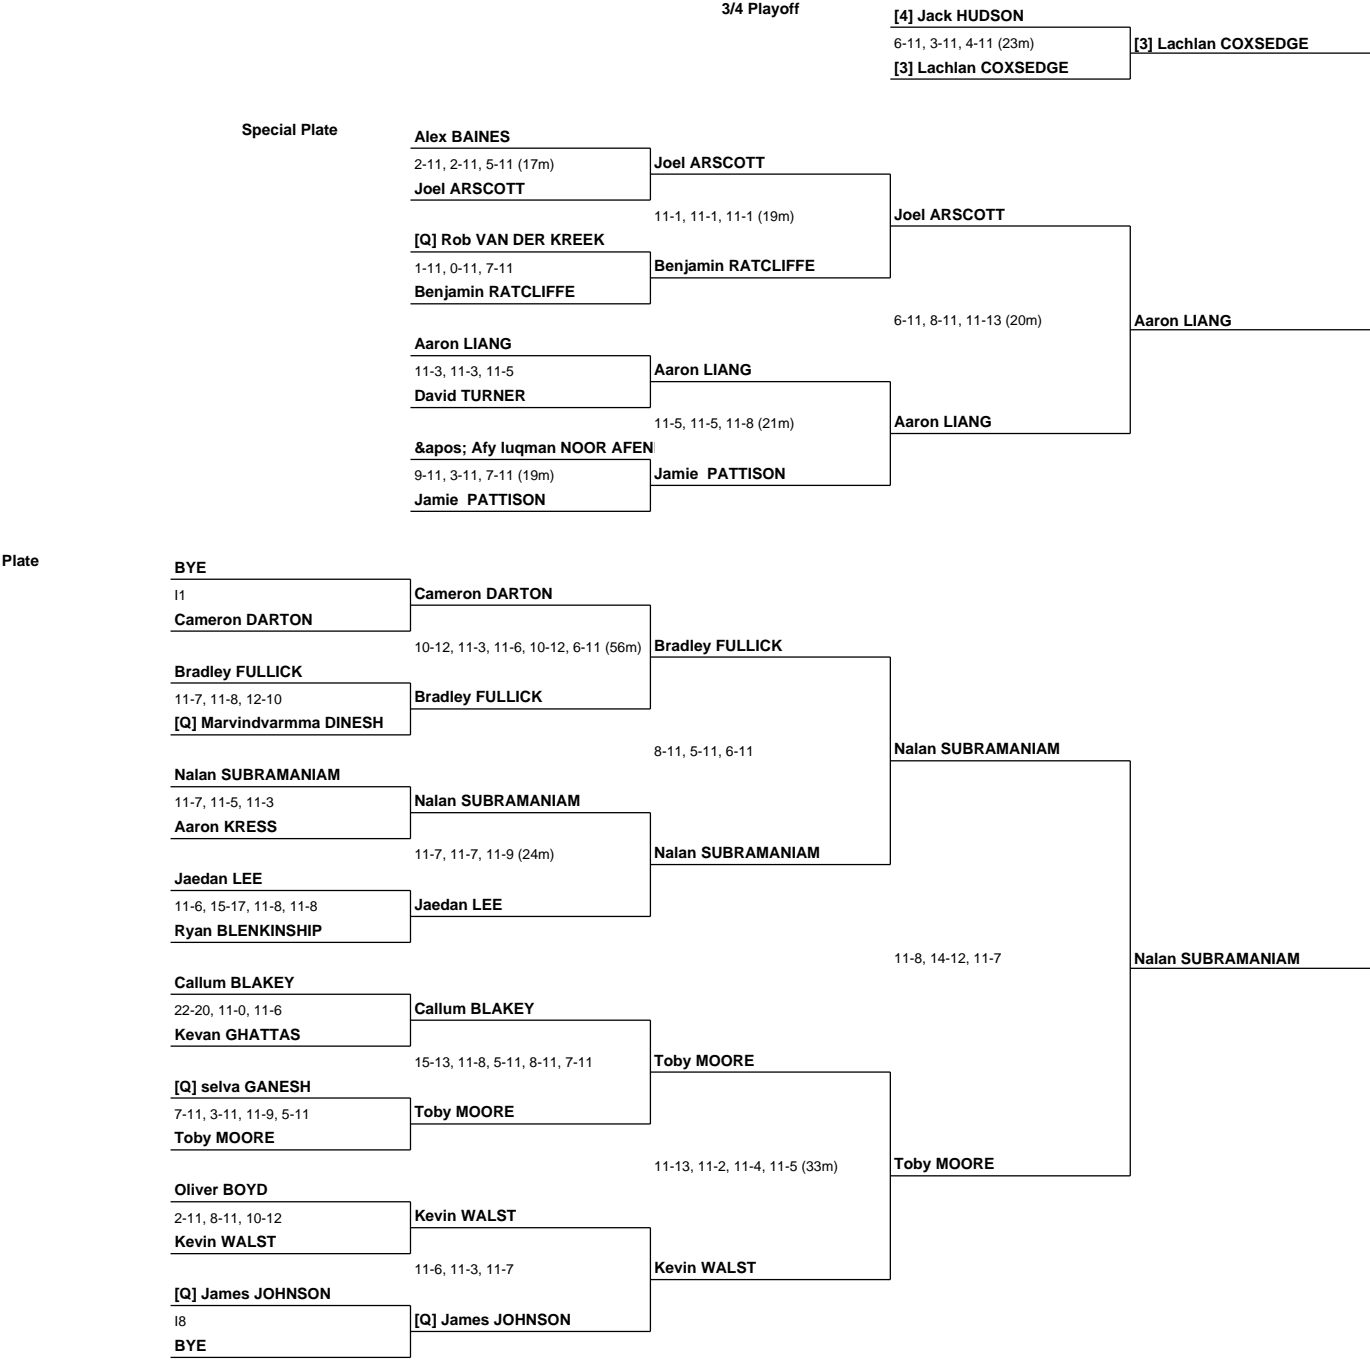 3/4 Playoff
[4] Jack HUDSON
6-11, 3-11, 4-11 (23m)
[3] Lachlan COXSEDGE
[3] Lachlan COXSEDGE
Special Plate
Alex BAINES
2-11, 2-11, 5-11 (17m)
Joel ARSCOTT
Joel ARSCOTT
11-1, 11-1, 11-1 (19m)
Joel ARSCOTT
[Q] Rob VAN DER KREEK
1-11, 0-11, 7-11
Benjamin RATCLIFFE
Benjamin RATCLIFFE
6-11, 8-11, 11-13 (20m)
Aaron LIANG
Aaron LIANG
11-3, 11-3, 11-5
Aaron LIANG
David TURNER
11-5, 11-5, 11-8 (21m)
Aaron LIANG
&apos; Afy luqman NOOR AFEN
9-11, 3-11, 7-11 (19m)
Jamie  PATTISON
Jamie  PATTISON
Plate
BYE
I1
Cameron DARTON
Cameron DARTON
10-12, 11-3, 11-6, 10-12, 6-11 (56m)
Bradley FULLICK
Bradley FULLICK
11-7, 11-8, 12-10
Bradley FULLICK
[Q] Marvindvarmma DINESH
8-11, 5-11, 6-11
Nalan SUBRAMANIAM
Nalan SUBRAMANIAM
11-7, 11-5, 11-3
Nalan SUBRAMANIAM
Aaron KRESS
11-7, 11-7, 11-9 (24m)
Nalan SUBRAMANIAM
Jaedan LEE
11-6, 15-17, 11-8, 11-8
Jaedan LEE
Ryan BLENKINSHIP
11-8, 14-12, 11-7
Nalan SUBRAMANIAM
Callum BLAKEY
22-20, 11-0, 11-6
Callum BLAKEY
Kevan GHATTAS
15-13, 11-8, 5-11, 8-11, 7-11
Toby MOORE
[Q] selva GANESH
7-11, 3-11, 11-9, 5-11
Toby MOORE
Toby MOORE
11-13, 11-2, 11-4, 11-5 (33m)
Toby MOORE
Oliver BOYD
2-11, 8-11, 10-12
Kevin WALST
Kevin WALST
11-6, 11-3, 11-7
Kevin WALST
[Q] James JOHNSON
I8
[Q] James JOHNSON
BYE